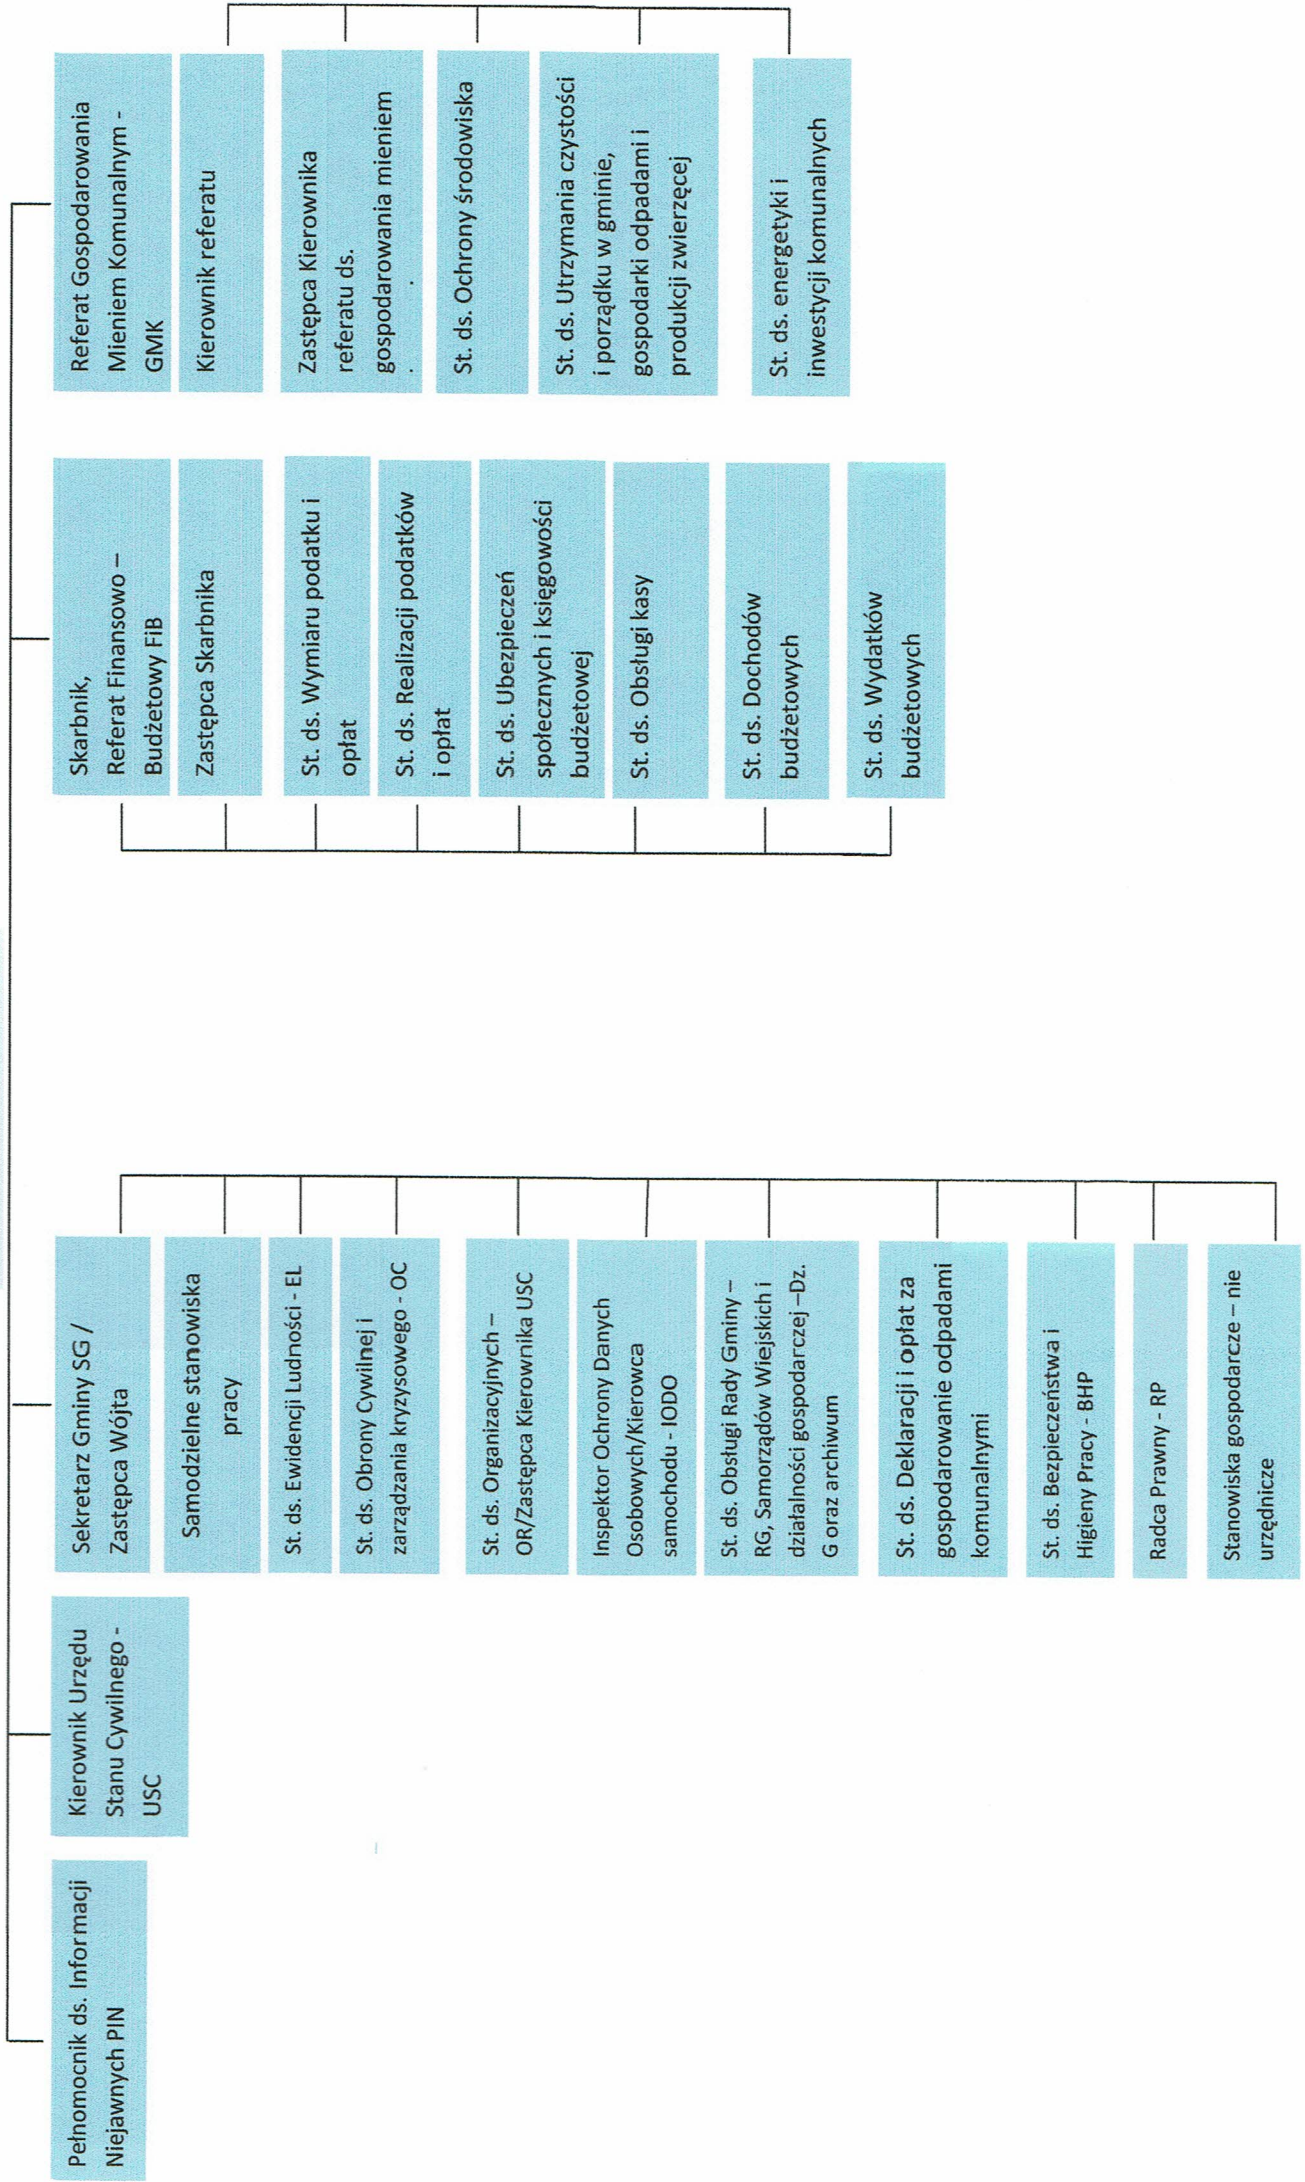 Pełnomocnik ds. Informacji
Niejawnych PIN
Kierownik Urzędu
Stanu Cywilnego -
USC
Sekretarz Gminy SG /
Zastępca Wójta
Samodzielne stanowiska
pracy
St. ds. Ewidencji Ludności - EL
St. ds. Obrony Cywilnej i
zarządzania kryzysowego - OC
St. ds. Organizacyjnych –
OR/Zastępca Kierownika USC
Inspektor Ochrony Danych
Osobowych/Kierowca
samochodu - IODO
St. ds. Obsługi Rady Gminy –
RG, Samorządów Wiejskich i
działalności gospodarczej –Dz.
G oraz archiwum
St. ds. Deklaracji i opłat za
gospodarowanie odpadami
komunalnymi
St. ds. Bezpieczeństwa i
Higieny Pracy - BHP
Radca Prawny - RP
Stanowiska gospodarcze – nie
urzędnicze
Skarbnik,
Referat Finansowo –
Budżetowy FiB
Zastępca Skarbnika
St. ds. Wymiaru podatku i
opłat
St. ds. Realizacji podatków
i opłat
St. ds. Ubezpieczeń
społecznych i księgowości
budżetowej
St. ds. Obsługi kasy
St. ds. Dochodów
budżetowych
St. ds. Wydatków
budżetowych
Referat Gospodarowania
Mieniem Komunalnym -
GMK
Kierownik referatu
Zastępca Kierownika
referatu ds.
gospodarowania mieniem
St. ds. Ochrony środowiska
St. ds. Utrzymania czystości
i porządku w gminie,
gospodarki odpadami i
produkcji zwierzęcej
St. ds. energetyki i
inwestycji komunalnych